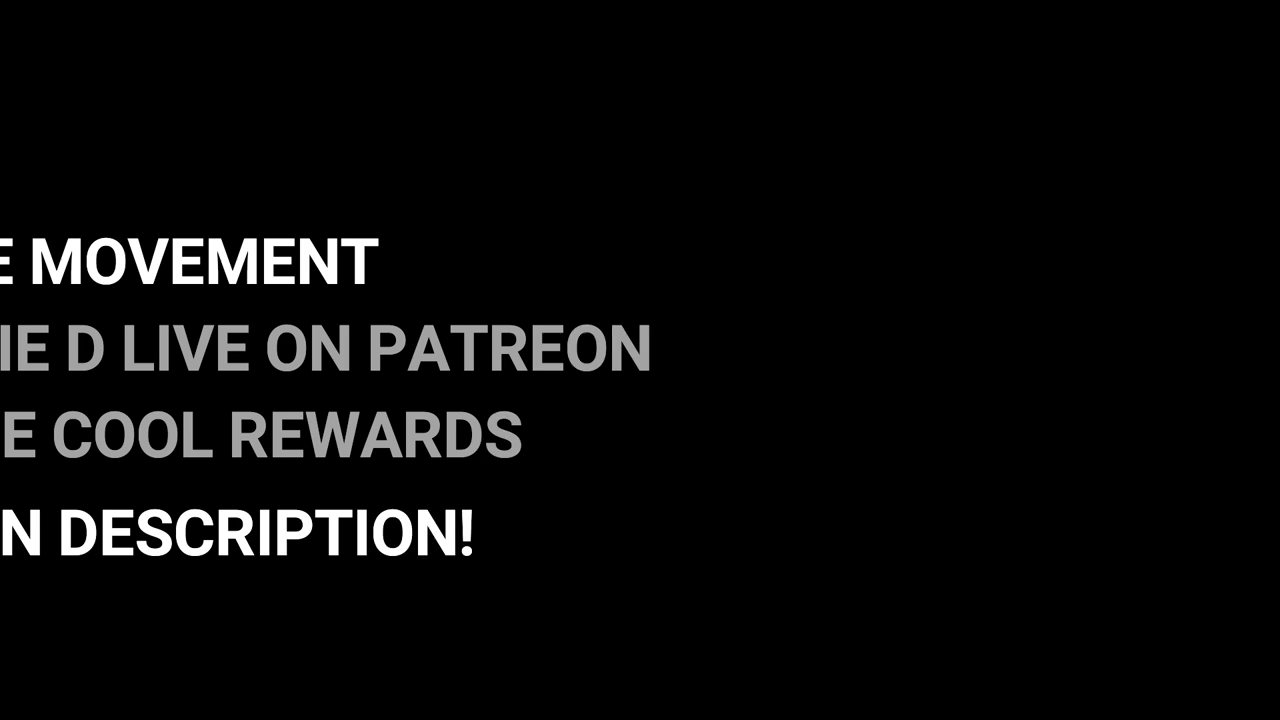 E MOVEMENT
IE D LIVE ON PATREON
E COOL REWARDS
N DESCRIPTION!